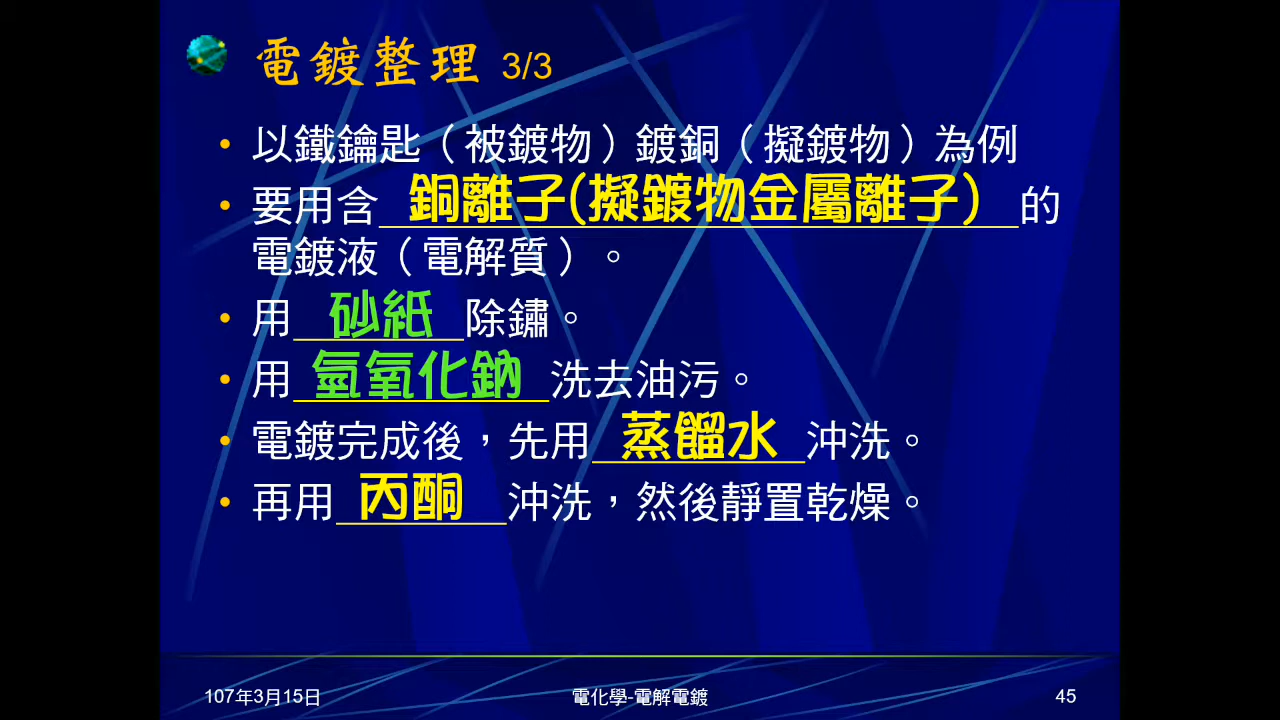 電鍍整理 3/3
• 以鐵鑰匙（被鍍物）鍍銅（擬鍍物）為例
• 要用含銅離子(擬鍍物金屬離子)的
電鍍液（電解質）。
• 用砂紙除鏽。
• 用氫氧化鈉洗去油污。
• 電鍍完成後，先用蒸餾水沖洗。
• 再用丙酮沖洗，然後靜置乾燥。
107年3月15日
電化學-電解電鍍
45